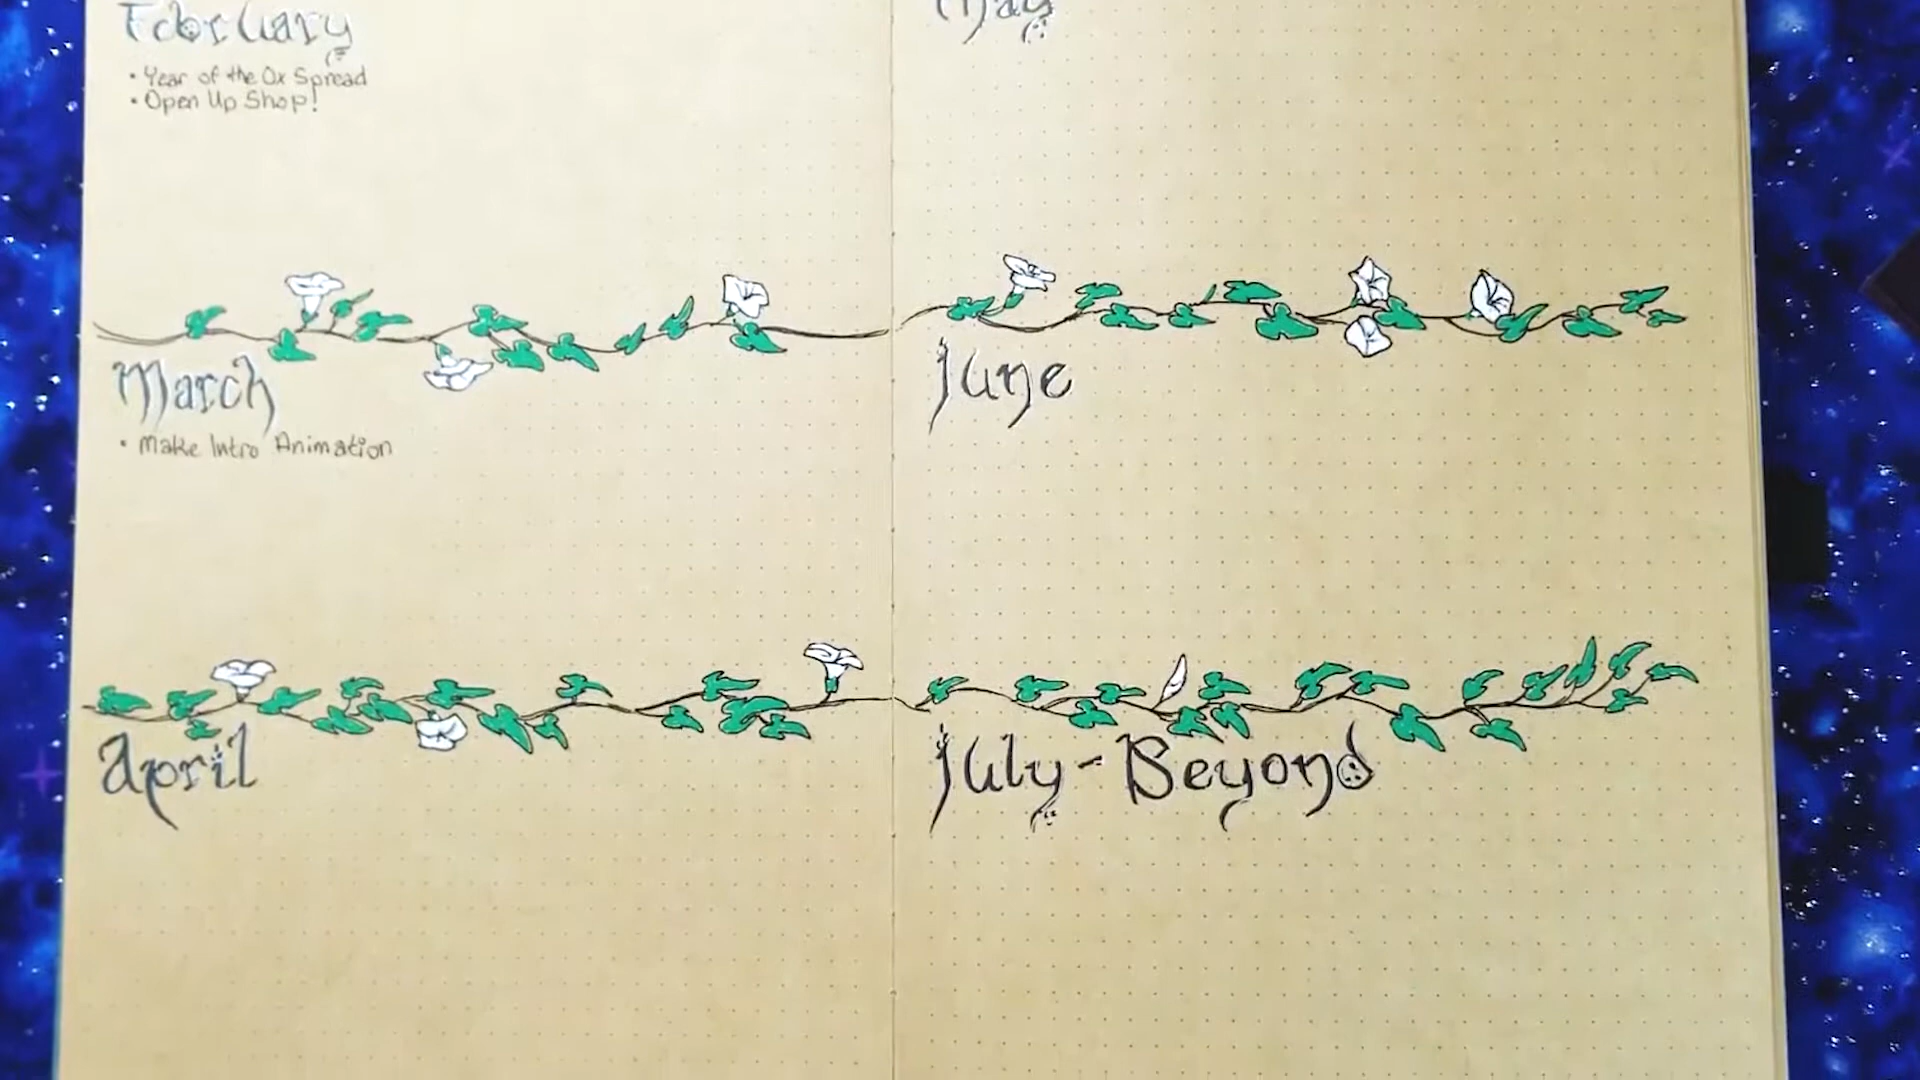 February
• Year of the Ox Spread
• Open Up Shop!
March
• Make Intro Animation
April
May
June
July - Beyond